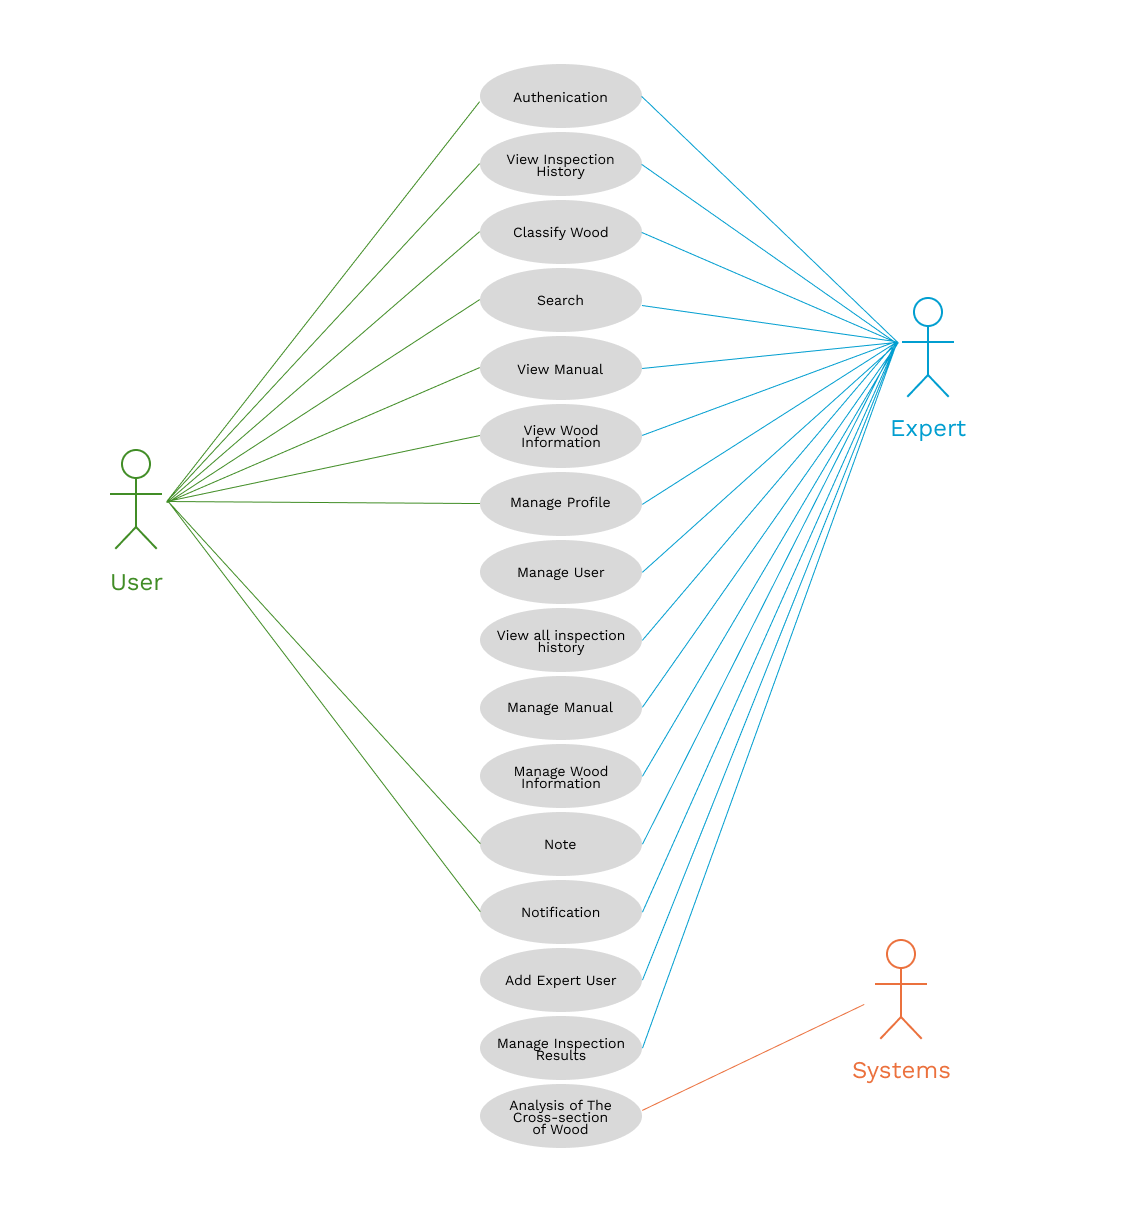 Authenication
View Inspection
History
Classify Wood
Search
View Manual
Expert
View Wood
Information
Manage Profile
Manage User
User
View all inspection
history
Manage Manual
Manage Wood
Information
Note
Notification
Add Expert User
Manage Inspection
Results
Systems
Analysis of The
Cross-section
of Wood